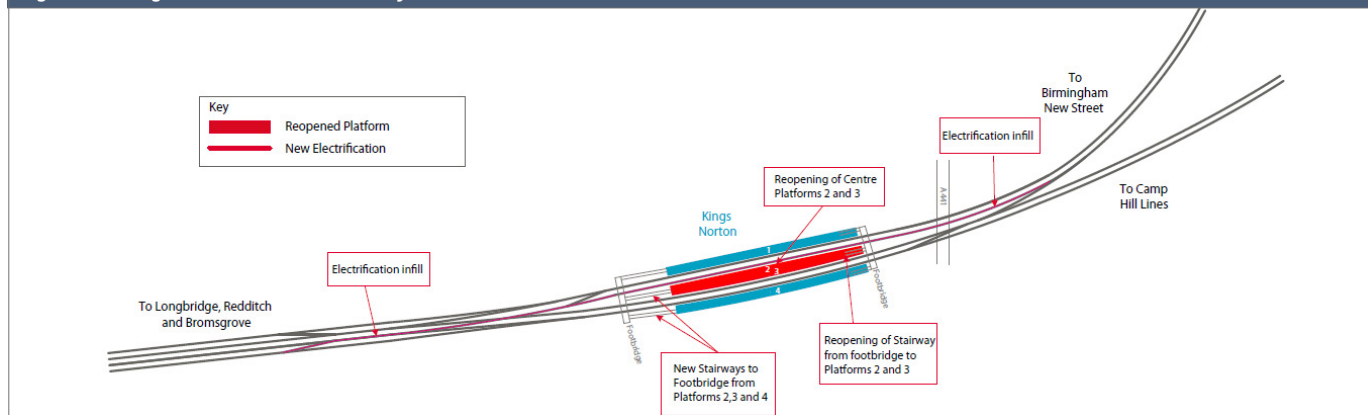 Key
Reopened Platform
New Electrification
To
Birmingham
New Street
Electrification infill
To Camp
Hill Lines
A 441
Reopening of Centre
Platforms 2 and 3
Kings
Norton
1
2
3
4
Footbridge
Electrification infill
To Longbridge, Redditch
and Bromsgrove
Footbridge
New Stairways to
Footbridge from
Platforms 2,3 and 4
Reopening of Stairway
from footbridge to
Platforms 2 and 3